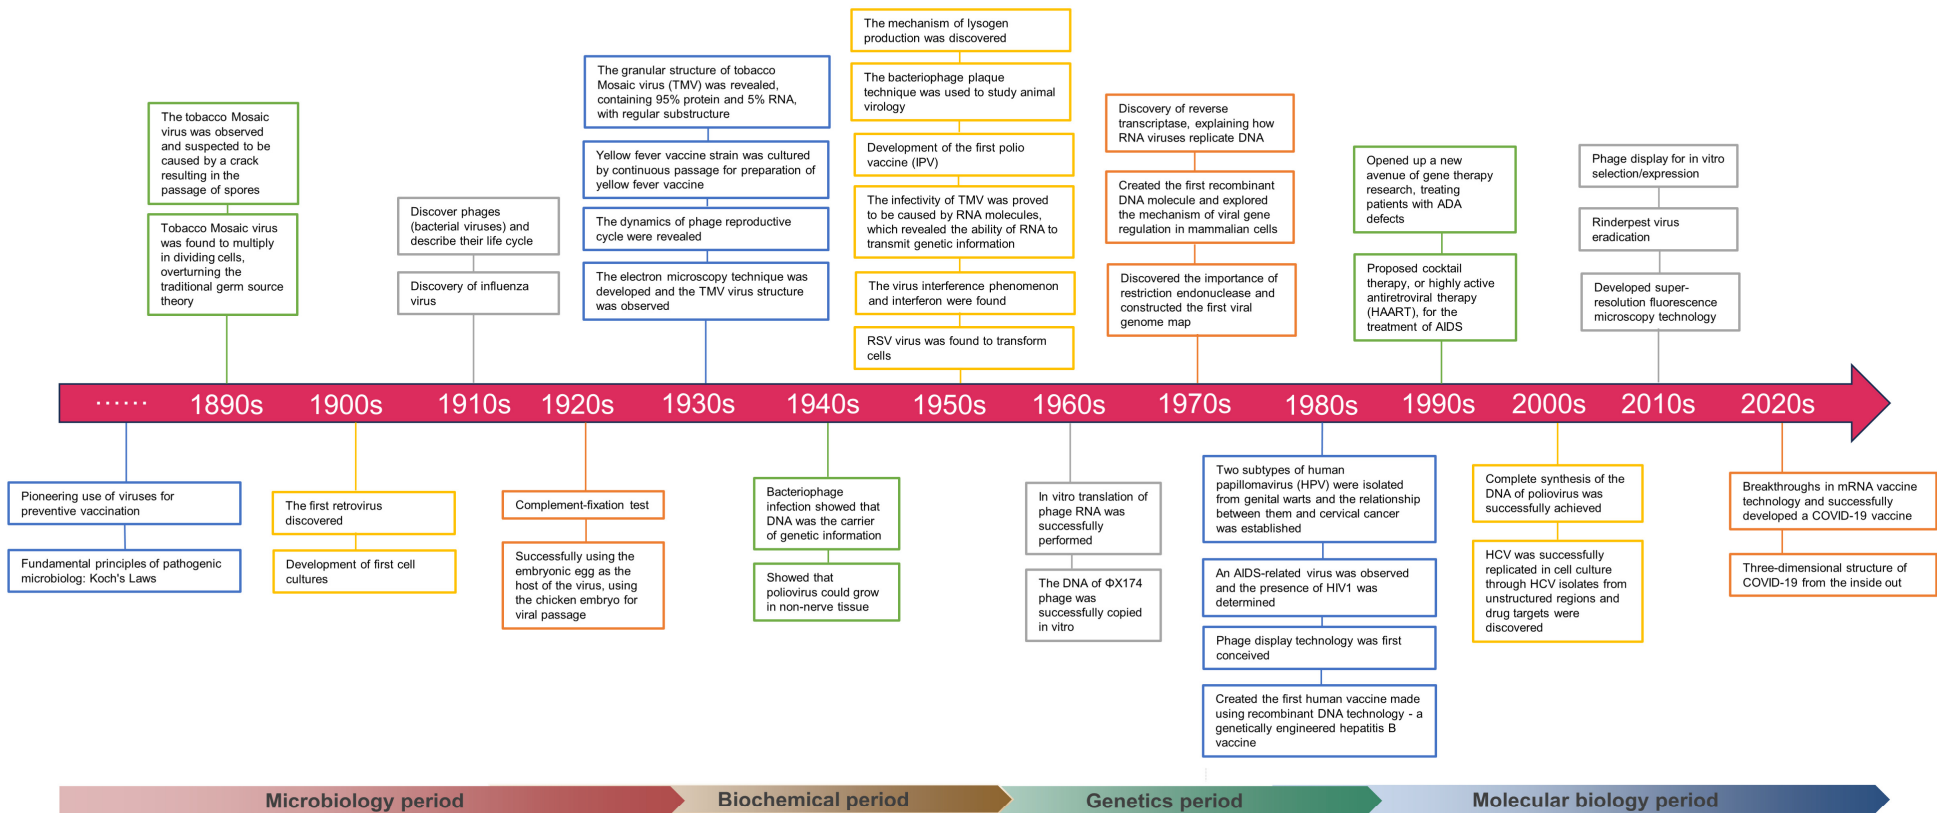 The tobacco Mosaic
virus was observed
and suspected to be
caused by a crack
resulting in the
passage of spores
Tobacco Mosaic virus
was found to multiply
in dividing cells,
overturning the
traditional germ source
theory
Discover phages
(bacterial viruses) and
describe their life cycle
Discovery of influenza
virus
The granular structure of tobacco
Mosaic virus (TMV) was revealed,
containing 95% protein and 5% RNA,
with regular substructure
Yellow fever vaccine strain was cultured
by continuous passage for preparation of
yellow fever vaccine
The dynamics of phage reproductive
cycle were revealed
The electron microscopy technique was
developed and the TMV virus structure
was observed
The mechanism of lysogen
production was discovered
The bacteriophage plaque
technique was used to study animal
virology
Development of the first polio
vaccine (IPV)
The infectivity of TMV was proved
to be caused by RNA molecules,
which revealed the ability of RNA to
transmit genetic information
The virus interference phenomenon
and interferon were found
RSV virus was found to transform
cells
Discovery of reverse
transcriptase, explaining how
RNA viruses replicate DNA
Created the first recombinant
DNA molecule and explored
the mechanism of viral gene
regulation in mammalian cells
Discovered the importance of
restriction endonuclease and
constructed the first viral
genome map
Opened up a new
avenue of gene therapy
research, treating
patients with ADA
defects
Proposed cocktail
therapy, or highly active
antiretroviral therapy
(HAART), for the
treatment of AIDS
Phage display for in vitro
selection/expression
Rinderpest virus
eradication
Developed super-
resolution fluorescence
microscopy technology
...... 1890s 1900s 1910s 1920s 1930s 1940s 1950s 1960s 1970s 1980s 1990s 2000s 2010s 2020s
Pioneering use of viruses for
preventive vaccination
Fundamental principles of pathogenic
microbiolog: Koch's Laws
The first retrovirus
discovered
Development of first cell
cultures
Complement-fixation test
Successfully using the
embryonic egg as the
host of the virus, using
the chicken embryo for
viral passage
Bacteriophage
infection showed that
DNA was the carrier
of genetic information
Showed that
poliovirus could grow
in non-nerve tissue
In vitro translation of
phage RNA was
successfully
performed
The DNA of ΦX174
phage was
successfully copied
in vitro
Two subtypes of human
papillomavirus (HPV) were isolated
from genital warts and the relationship
between them and cervical cancer
was established
An AIDS-related virus was observed
and the presence of HIV1 was
determined
Phage display technology was first
conceived
Created the first human vaccine made
using recombinant DNA technology - a
genetically engineered hepatitis B
vaccine
Complete synthesis of the
DNA of poliovirus was
successfully achieved
HCV was successfully
replicated in cell culture
through HCV isolates from
unstructured regions and
drug targets were
discovered
Breakthroughs in mRNA vaccine
technology and successfully
developed a COVID-19 vaccine
Three-dimensional structure of
COVID-19 from the inside out
Microbiology period
Biochemical period
Genetics period
Molecular biology period